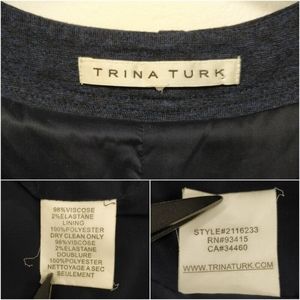 TRINA TURK
98%VISCOSE
2%ELASTANE
LINING
100%POLYESTER
DRY CLEAN ONLY
98%VISCOSE
2%ELASTANE
DOUBLURE
100%POLYESTER
NETTOYAGE A SEC
SEULEMENT
STYLE#2116233
RN#93415
CA#34460
WWW.TRINATURK.COM